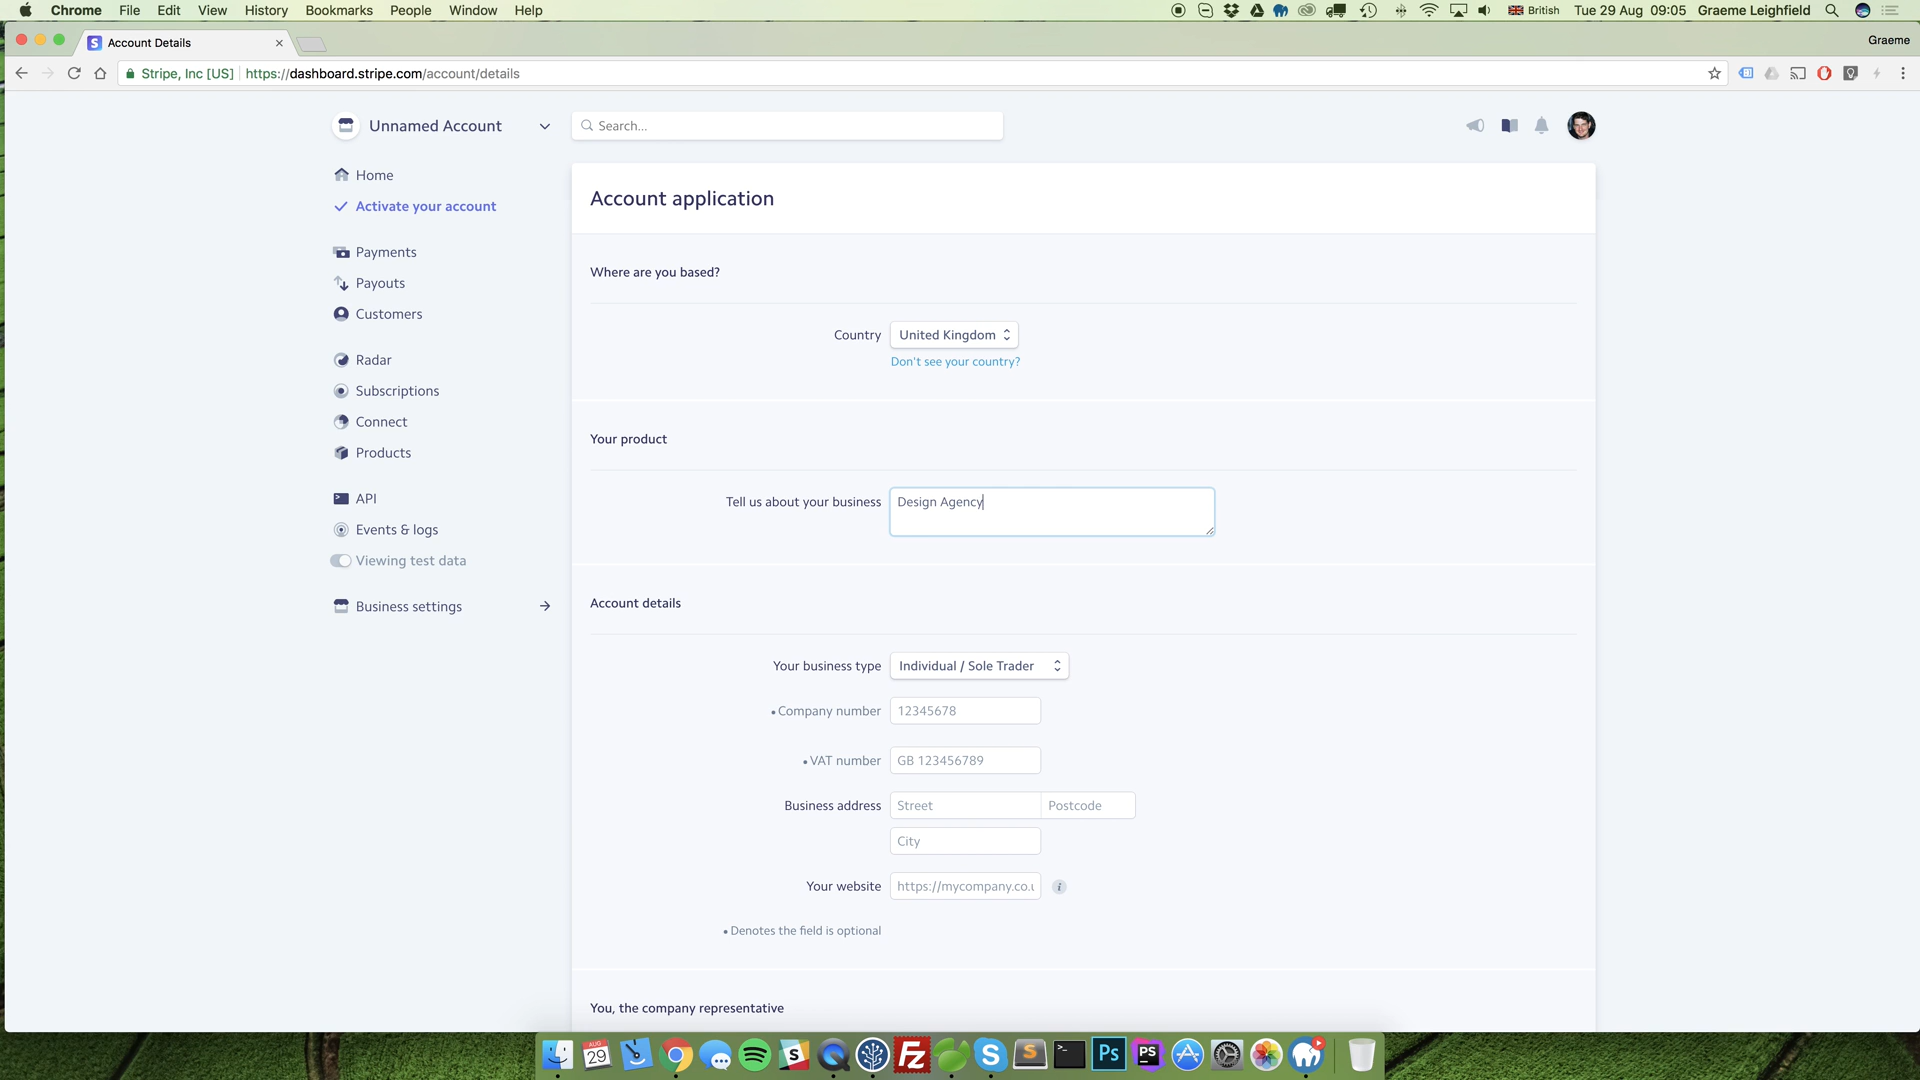 Chrome File Edit View History Bookmarks People Window Help
British Tue 29 Aug 09:05 Graeme Leighfield
Account Details
Graeme
Stripe, Inc [US] https://dashboard.stripe.com/account/details
Unnamed Account
Search...
Home
Activate your account
Payments
Payouts
Customers
Radar
Subscriptions
Connect
Products
API
Events & logs
Viewing test data
Business settings
Account application
Where are you based?
Country United Kingdom
Don't see your country?
Your product
Tell us about your business Design Agency
Account details
Your business type Individual / Sole Trader
• Company number 12345678
• VAT number GB 123456789
Business address Street Postcode
City
Your website https://mycompany.co.u
• Denotes the field is optional
You, the company representative
AUG
29
Fz
Ps
PS